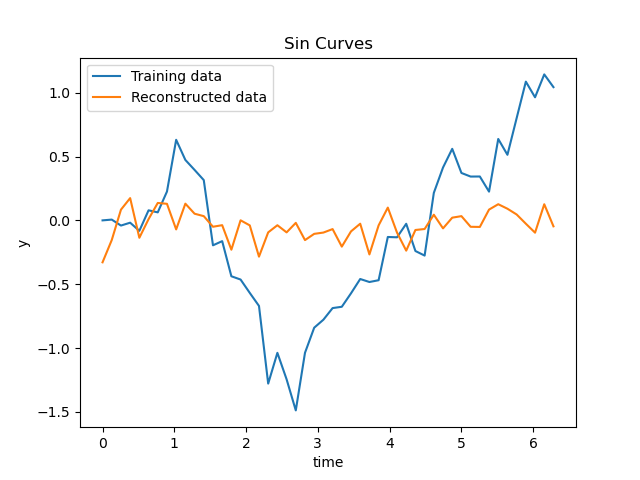 Sin Curves
Training data
Reconstructed data
1.0
0.5
0.0
−0.5
−1.0
−1.5
y
0 1 2 3 4 5 6
time